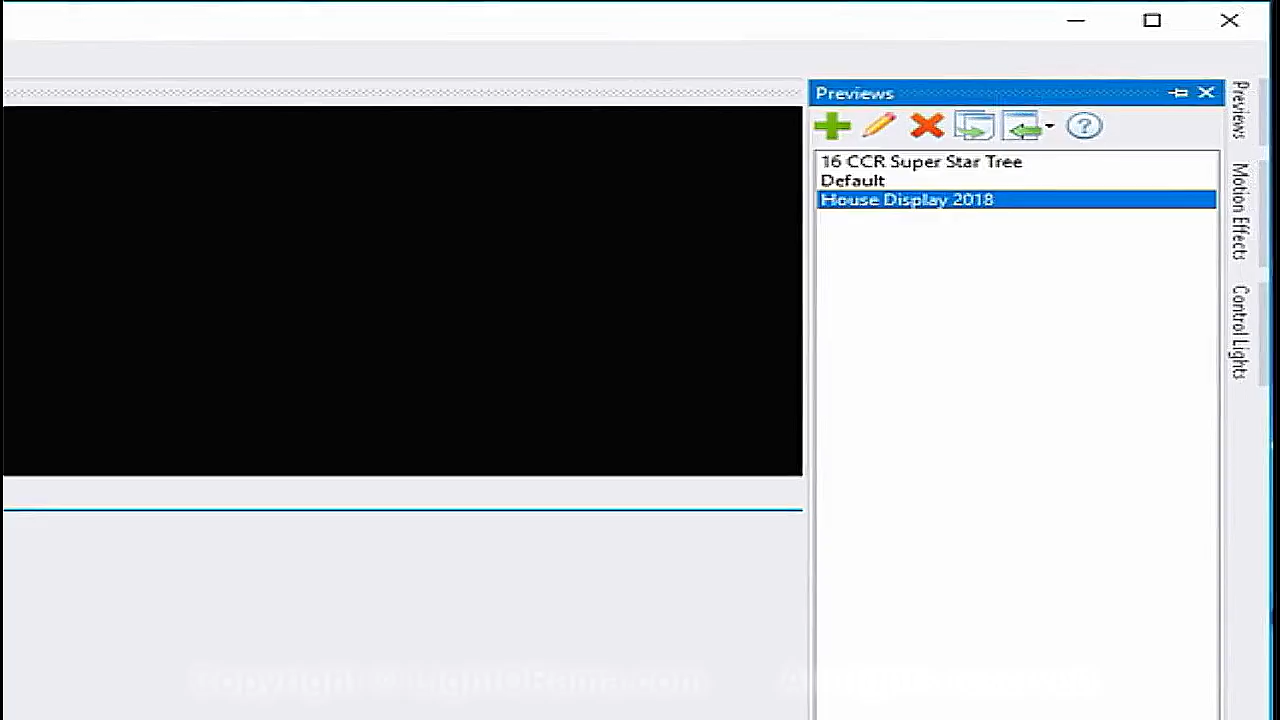 Previews
16 CCR Super Star Tree
Default
House Display 2018
Previews
Motion Effects
Control Lights